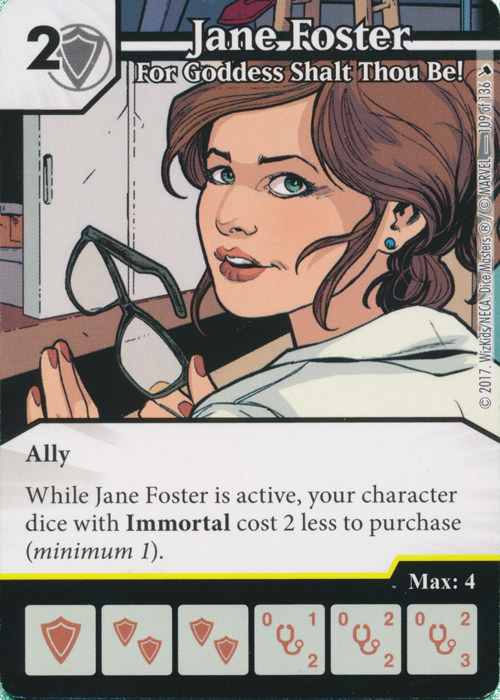 2
Jane Foster
For Goddess Shalt Thou Be!
© 2017. WizKids/NECA, Dice Masters ® / © MARVEL — 109 of 136
Ally
While Jane Foster is active, your character
dice with Immortal cost 2 less to purchase
(minimum 1).
Max: 4
0 1 2
0 2 2
0 2 3